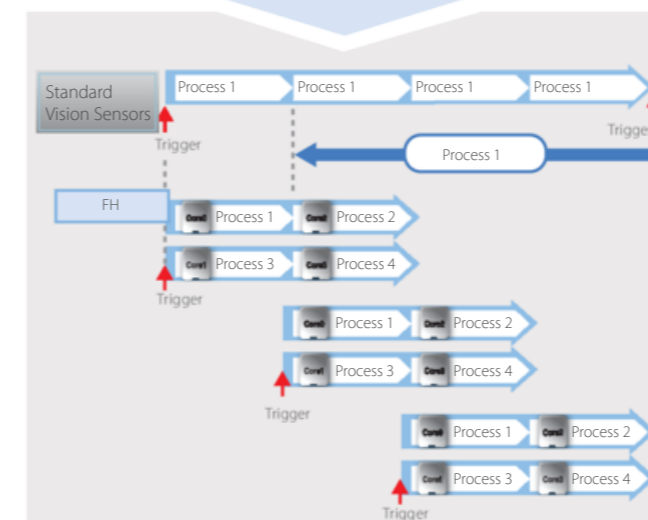 Standard
Vision Sensors
Process 1 Process 1 Process 1 Process 1
Trigger
Trigge
Process 1
FH
Process 1 Process 2
Process 3 Process 4
Trigger
Process 1 Process 2
Process 3 Process 4
Trigger
Process 1 Process 2
Process 3 Process 4
Trigger